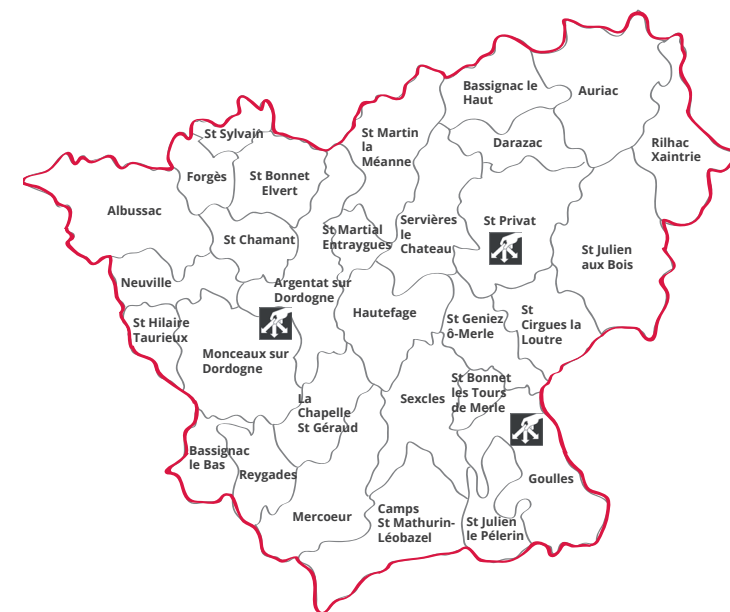 Bassignac le
Haut
Auriac
St Sylvain
St Martin
la
Méanne
Darazac
Rilhac
Xaintrie
Forgès
St Bonnet
Elvert
Albussac
St Chamant
St Martial
Entraygues
Servières
le
Chateau
St Privat
St Julien
aux Bois
Neuville
Argentat sur
Dordogne
Hautefage
St Geniez
ô-Merle
St
Cirgues la
Loutre
St Hilaire
Taurieux
Monceaux sur
Dordogne
La
Chapelle
St Géraud
Sexcles
St Bonnet
les Tours
de Merle
Bassignac
le Bas
Reygades
Goulles
Mercoeur
Camps
St Mathurin-
Léobazel
St Julien
le Pélerin